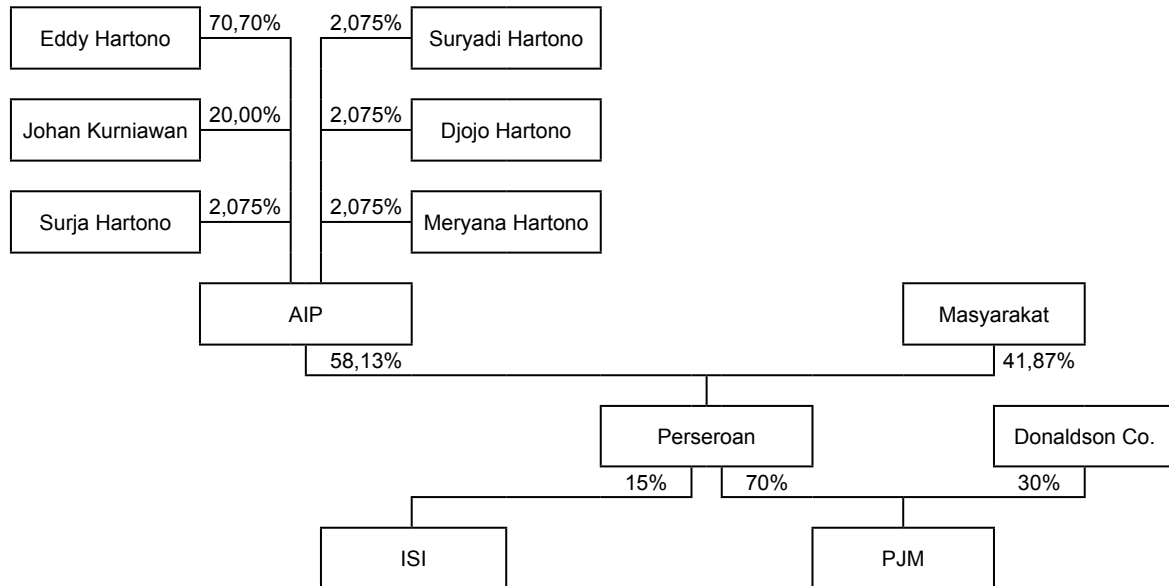 Eddy Hartono
70,70%
2,075%
Suryadi Hartono
Johan Kurniawan
20,00%
2,075%
Djojo Hartono
Surja Hartono
2,075%
2,075%
Meryana Hartono
AIP
Masyarakat
58,13%
41,87%
Perseroan
Donaldson Co.
15%
70%
30%
ISI
PJM